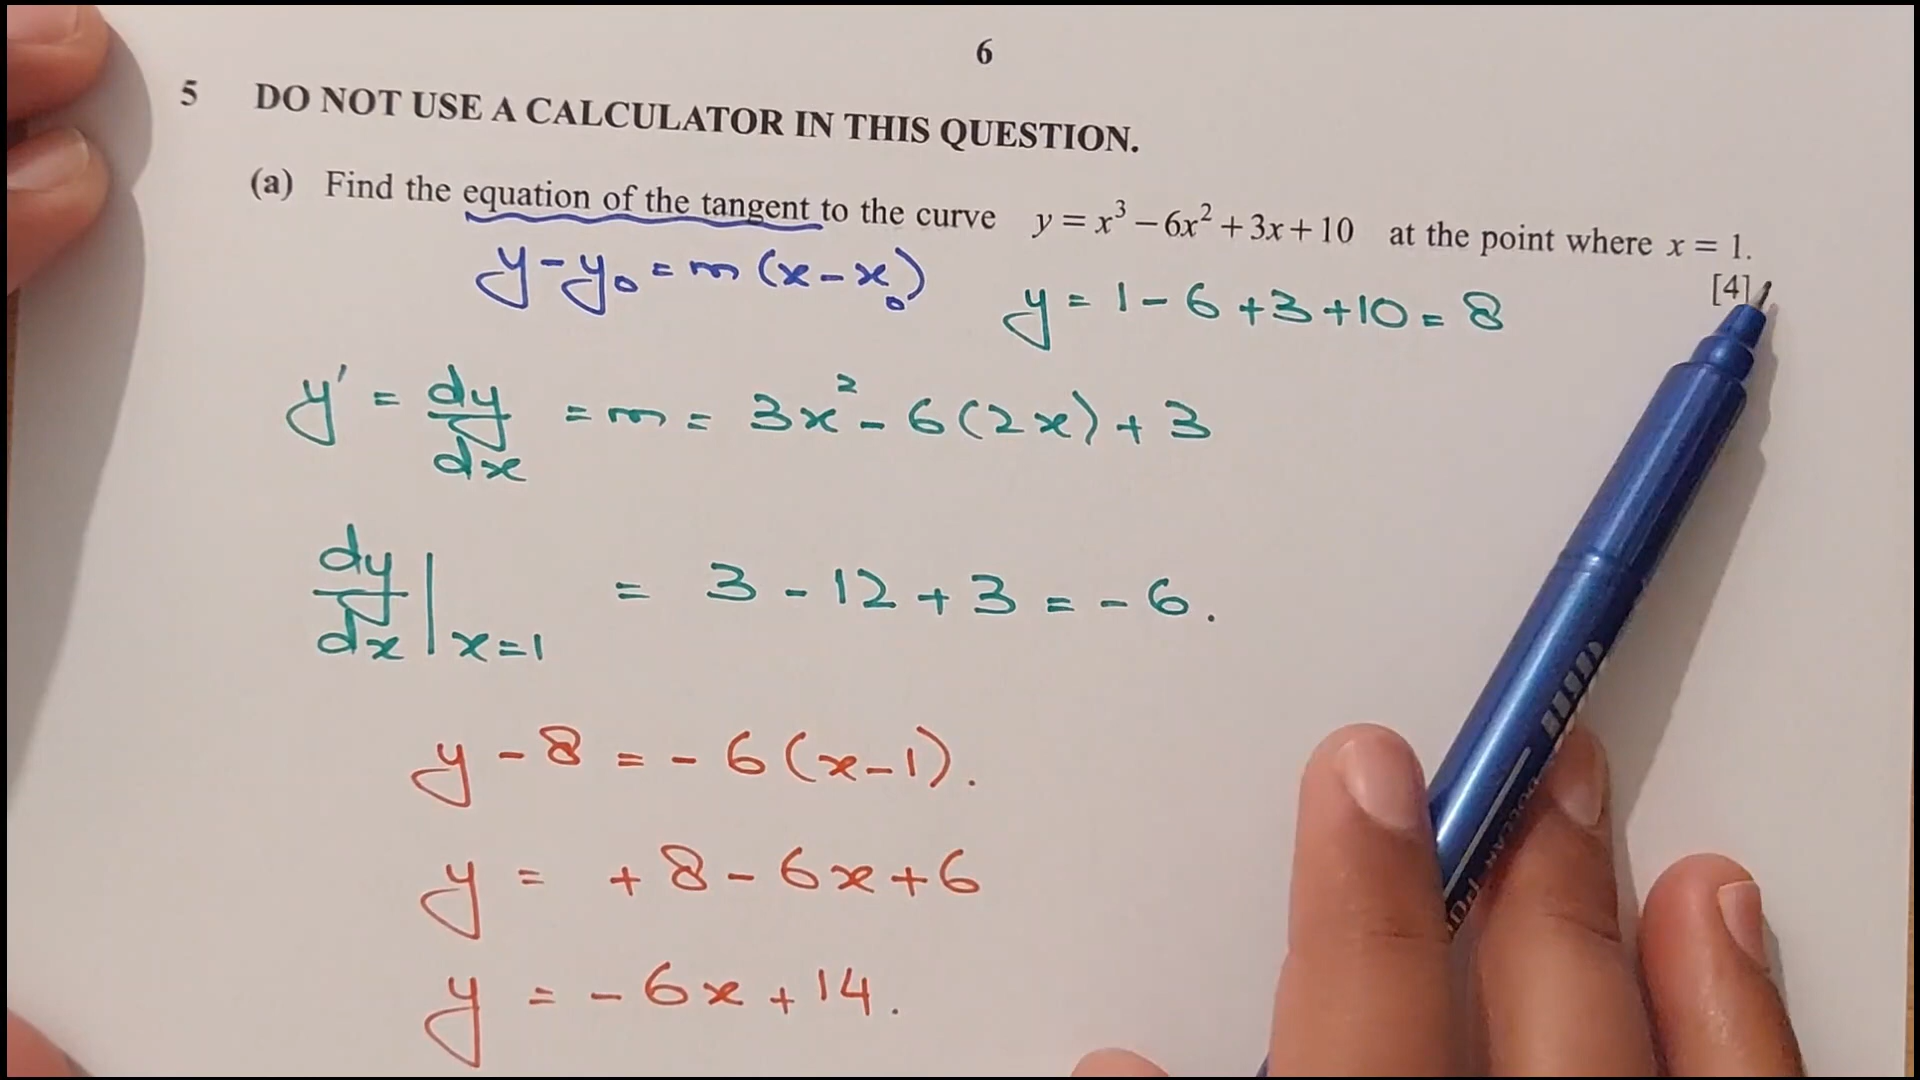 6
5 DO NOT USE A CALCULATOR IN THIS QUESTION.
(a) Find the equation of the tangent to the curve y = x³ − 6x² + 3x + 10 at the point where x = 1.
[4]
y - y₀ = m (x - x₀)
y = 1 - 6 + 3 + 10 = 8
y' = dy/dx = m = 3x² - 6(2x) + 3
dy/dx | x=1 = 3 - 12 + 3 = - 6.
y - 8 = - 6 (x-1).
y = + 8 - 6x + 6
y = - 6x + 14.